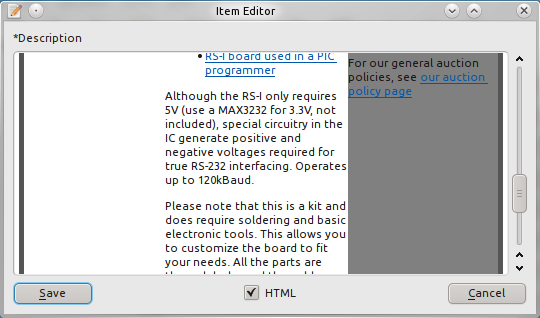 Item Editor
*Description
RS-I board used in a PIC
programmer
Although the RS-I only requires
5V (use a MAX3232 for 3.3V, not
included), special circuitry in the
IC generate positive and
negative voltages required for
true RS-232 interfacing. Operates
up to 120kBaud.
Please note that this is a kit and
does require soldering and basic
electronic tools. This allows you
to customize the board to fit
your needs. All the parts are
For our general auction
policies, see our auction
policy page
Save
HTML
Cancel